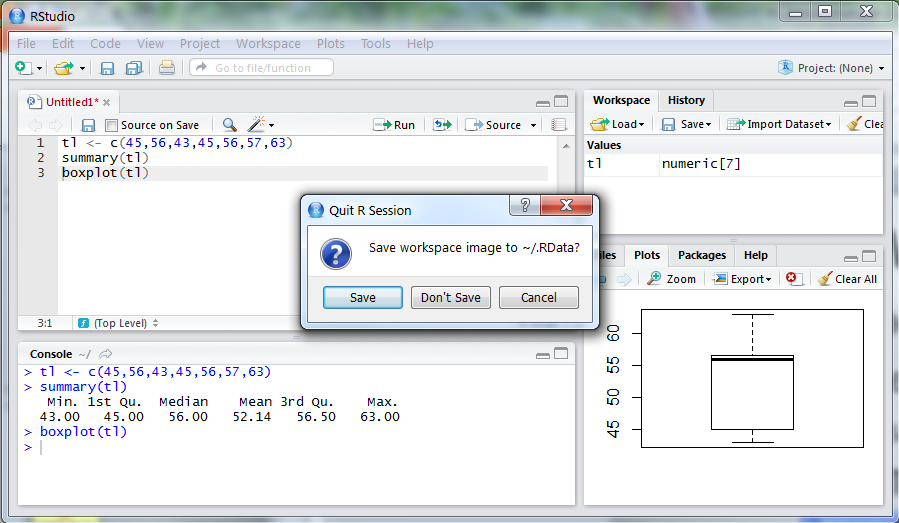 RStudio
File Edit Code View Project Workspace Plots Tools Help
Go to file/function
Project: (None)
Untitled1*
Source on Save
Run
Source
1 tl <- c(45,56,43,45,56,57,63)
2 summary(tl)
3 boxplot(tl)
3:1 (Top Level)
Console ~/
> tl <- c(45,56,43,45,56,57,63)
> summary(tl)
Min. 1st Qu. Median Mean 3rd Qu. Max.
43.00 45.00 56.00 52.14 56.50 63.00
> boxplot(tl)
>
Quit R Session
Save workspace image to ~/.RData?
Save Don't Save Cancel
Workspace History
Load Save Import Dataset
Values
tl numeric[7]
Plots Packages Help
Zoom Export Clear All
60
55
50
45